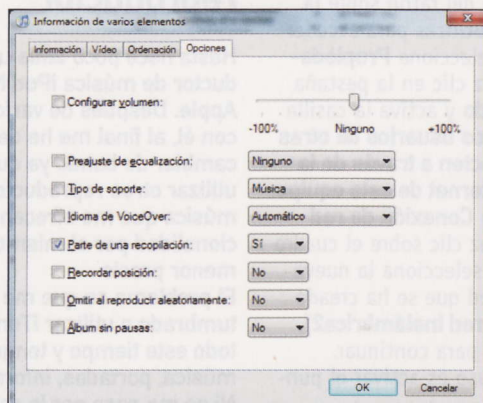 Información de varios elementos
Información Vídeo Ordenación Opciones
Configurar volumen:
-100% Ninguno +100%
Preajuste de ecualización: Ninguno
Tipo de soporte: Música
Idioma de VoiceOver: Automático
Parte de una recopilación: Sí
Recordar posición: No
Omitir al reproducir aleatoriamente: No
Álbum sin pausas: No
OK Cancelar